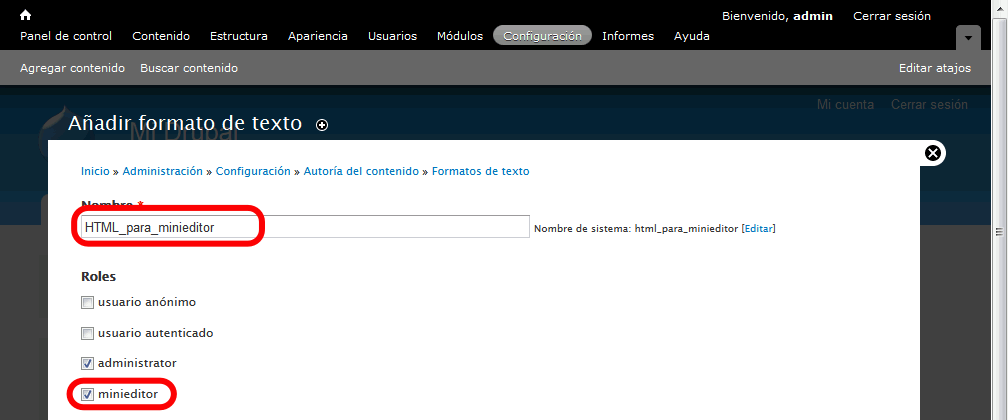 Bienvenido, admin Cerrar sesión
Panel de control Contenido Estructura Apariencia Usuarios Módulos Configuración Informes Ayuda
Agregar contenido Buscar contenido Editar atajos
Mi cuenta Cerrar sesión
Mi Drupal
Añadir formato de texto
Inicio » Administración » Configuración » Autoría del contenido » Formatos de texto
Nombre *
HTML_para_minieditor Nombre de sistema: html_para_minieditor [Editar]
Roles
usuario anónimo
usuario autenticado
administrator
minieditor